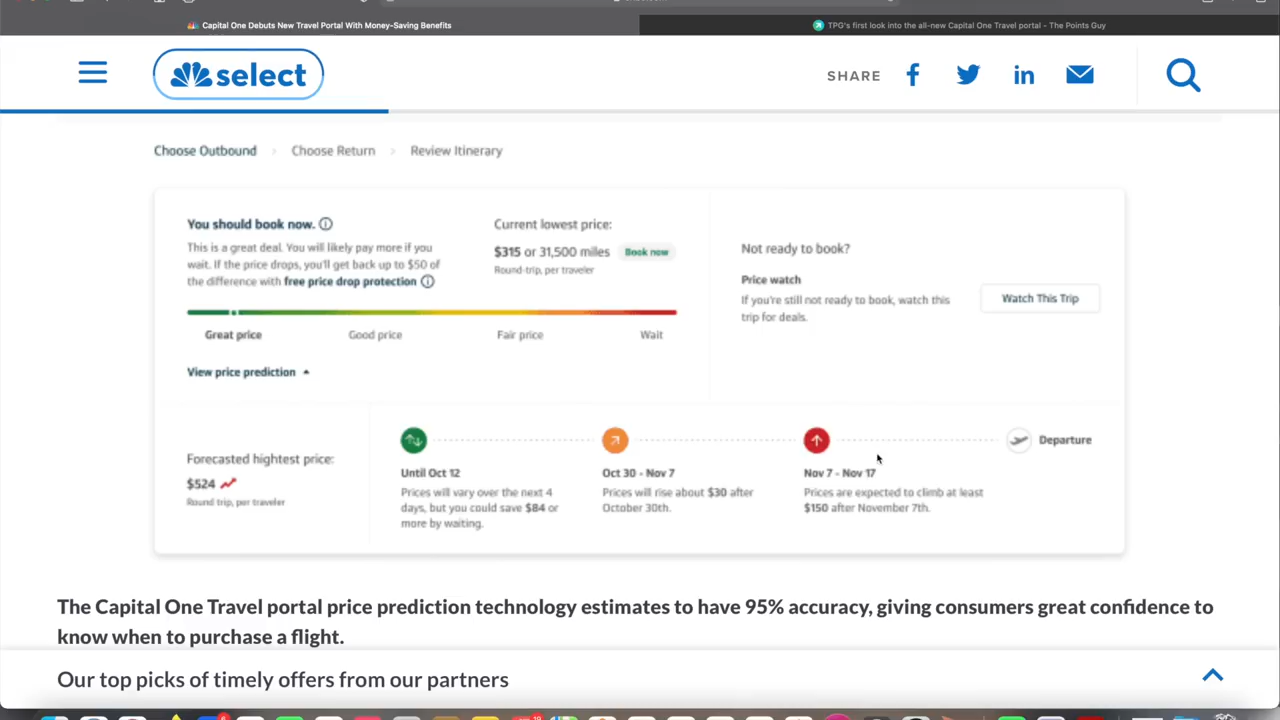 Capital One Debuts New Travel Portal With Money-Saving Benefits
TPG's first look into the all-new Capital One Travel portal - The Points Guy
select
SHARE
Choose Outbound > Choose Return > Review Itinerary
You should book now.
This is a great deal. You will likely pay more if you
wait. If the price drops, you'll get back up to $50 of
the difference with free price drop protection
Current lowest price:
$315 or 31,500 miles Book now
Round-trip, per traveler
Great price Good price Fair price Wait
View price prediction
Not ready to book?
Price watch
If you're still not ready to book, watch this
trip for deals.
Watch This Trip
Forecasted highest price:
$524
Round trip, per traveler
Until Oct 12
Prices will vary over the next 4
days, but you could save $84 or
more by waiting.
Oct 30 - Nov 7
Prices will rise about $30 after
October 30th.
Nov 7 - Nov 17
Prices are expected to climb at least
$150 after November 7th.
Departure
The Capital One Travel portal price prediction technology estimates to have 95% accuracy, giving consumers great confidence to
know when to purchase a flight.
Our top picks of timely offers from our partners